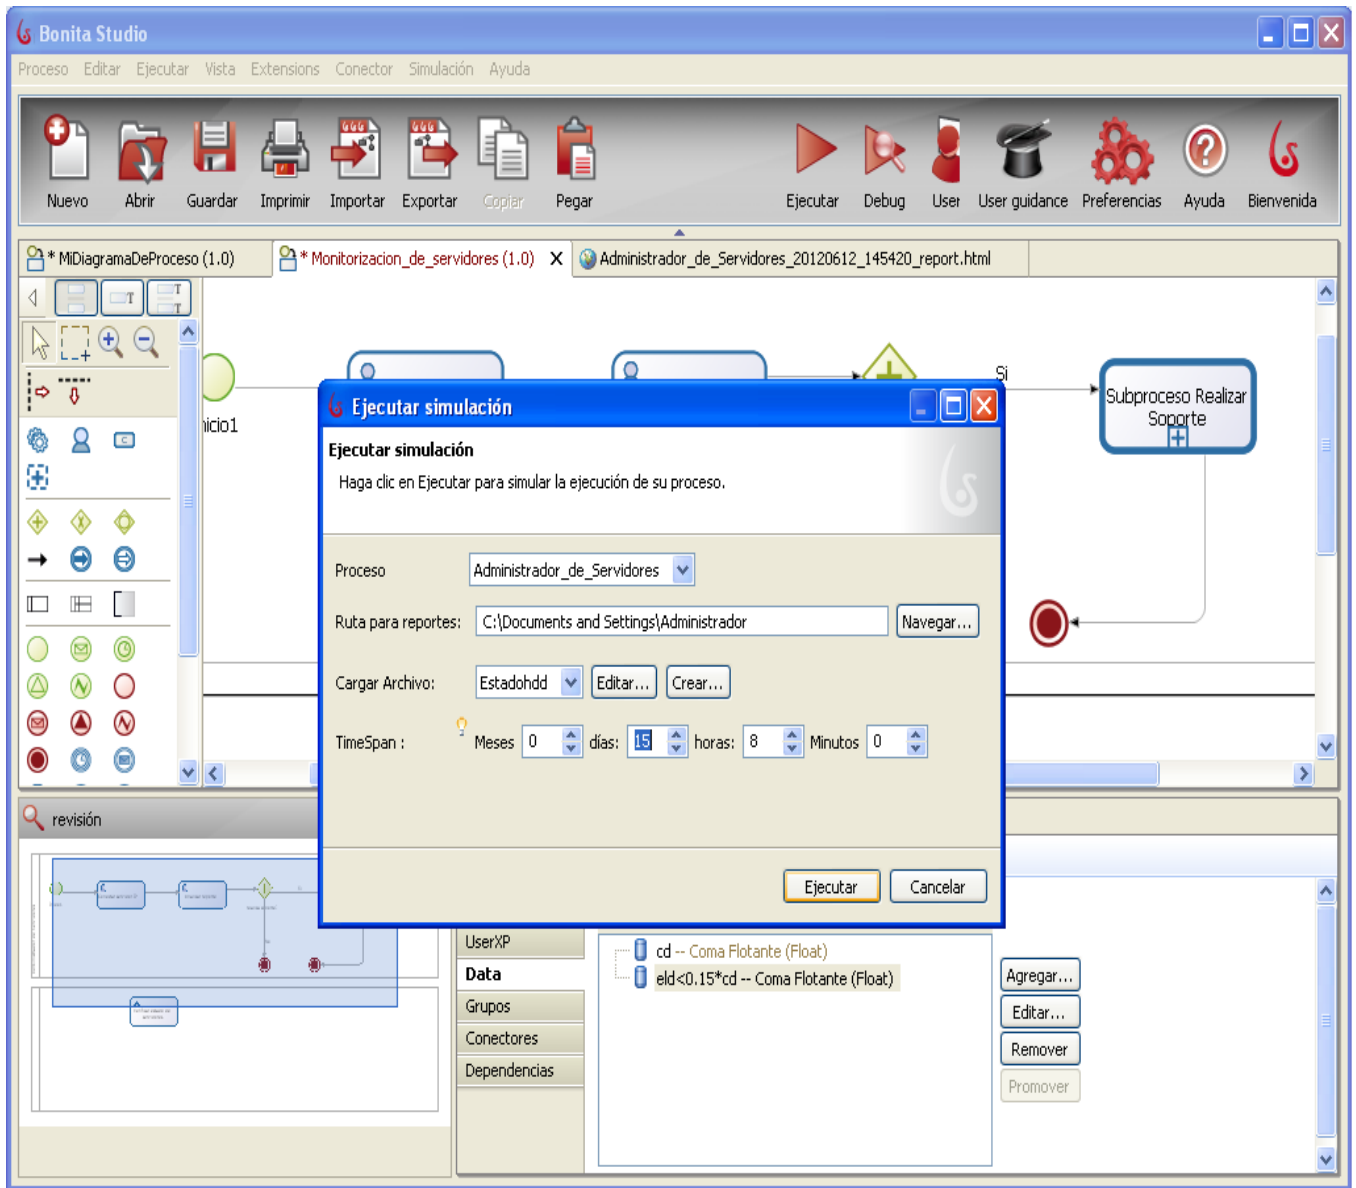 Bonita Studio
Proceso Editar Ejecutar Vista Extensions Conector Simulación Ayuda
Nuevo Abrir Guardar Imprimir Importar Exportar Copiar Pegar Ejecutar Debug User User guidance Preferencias Ayuda Bienvenida
* MiDiagramaDeProceso (1.0) * Monitorizacion_de_servidores (1.0) X Administrador_de_Servidores_20120612_145420_report.html
Si
Subproceso Realizar
Soporte
nicio1
Ejecutar simulación
Ejecutar simulación
Haga clic en Ejecutar para simular la ejecución de su proceso.
Proceso Administrador_de_Servidores
Ruta para reportes: C:\Documents and Settings\Administrador Navegar...
Cargar Archivo: Estadohdd Editar... Crear...
TimeSpan : Meses 0 días: 15 horas: 8 Minutos 0
Ejecutar Cancelar
revisión
UserXP
Data
Grupos
Conectores
Dependencias
cd -- Coma Flotante (Float)
eld<0.15*cd -- Coma Flotante (Float)
Agregar...
Editar...
Remover
Promover